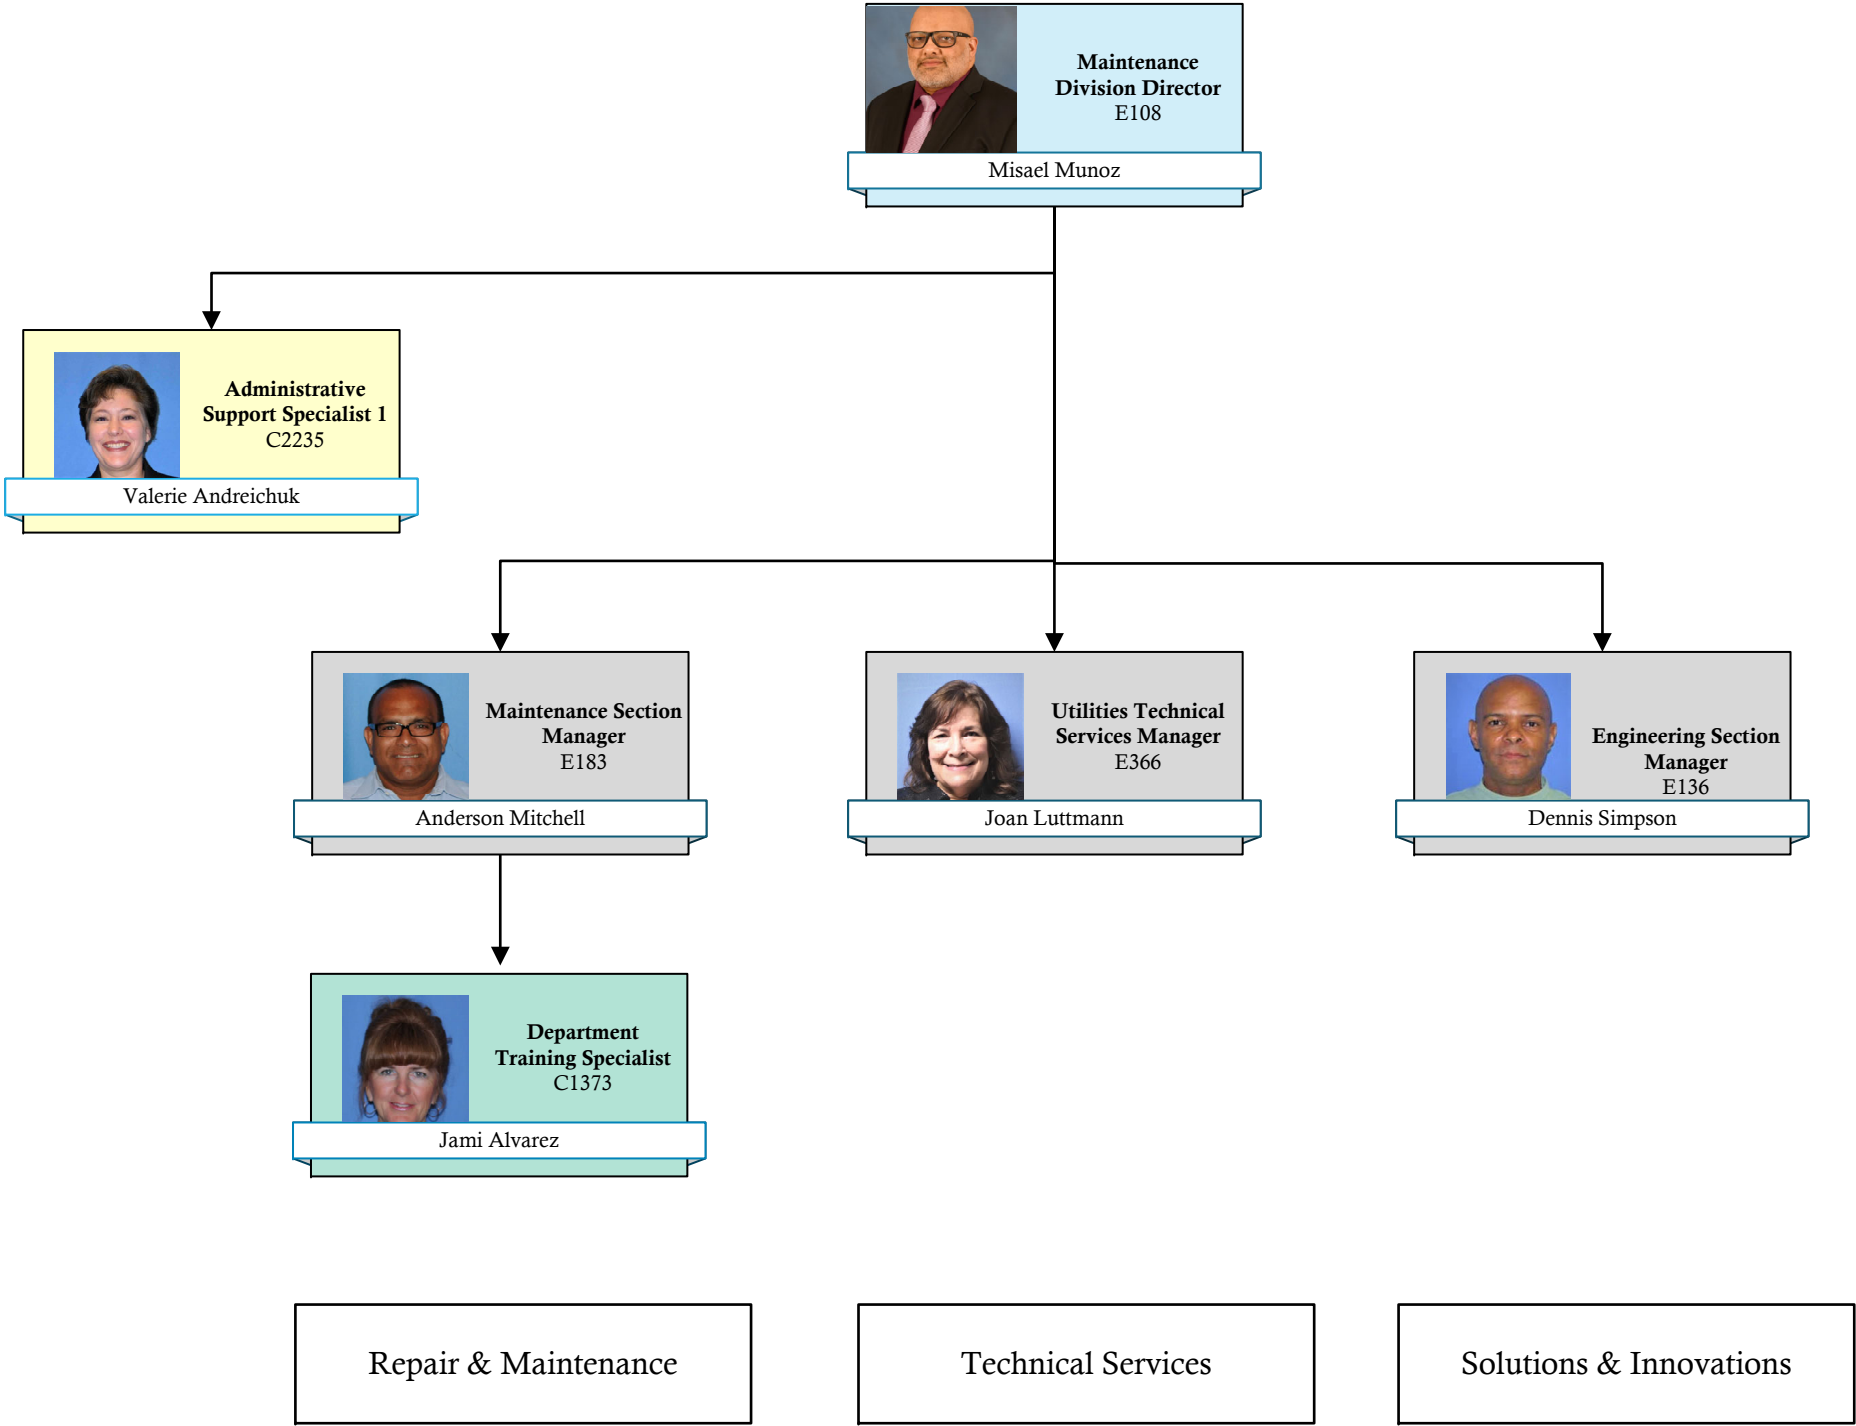 Maintenance
Division Director
E108
Misael Munoz
Administrative
Support Specialist 1
C2235
Valerie Andreichuk
Maintenance Section
Manager
E183
Anderson Mitchell
Utilities Technical
Services Manager
E366
Joan Luttmann
Engineering Section
Manager
E136
Dennis Simpson
Department
Training Specialist
C1373
Jami Alvarez
Repair & Maintenance
Technical Services
Solutions & Innovations